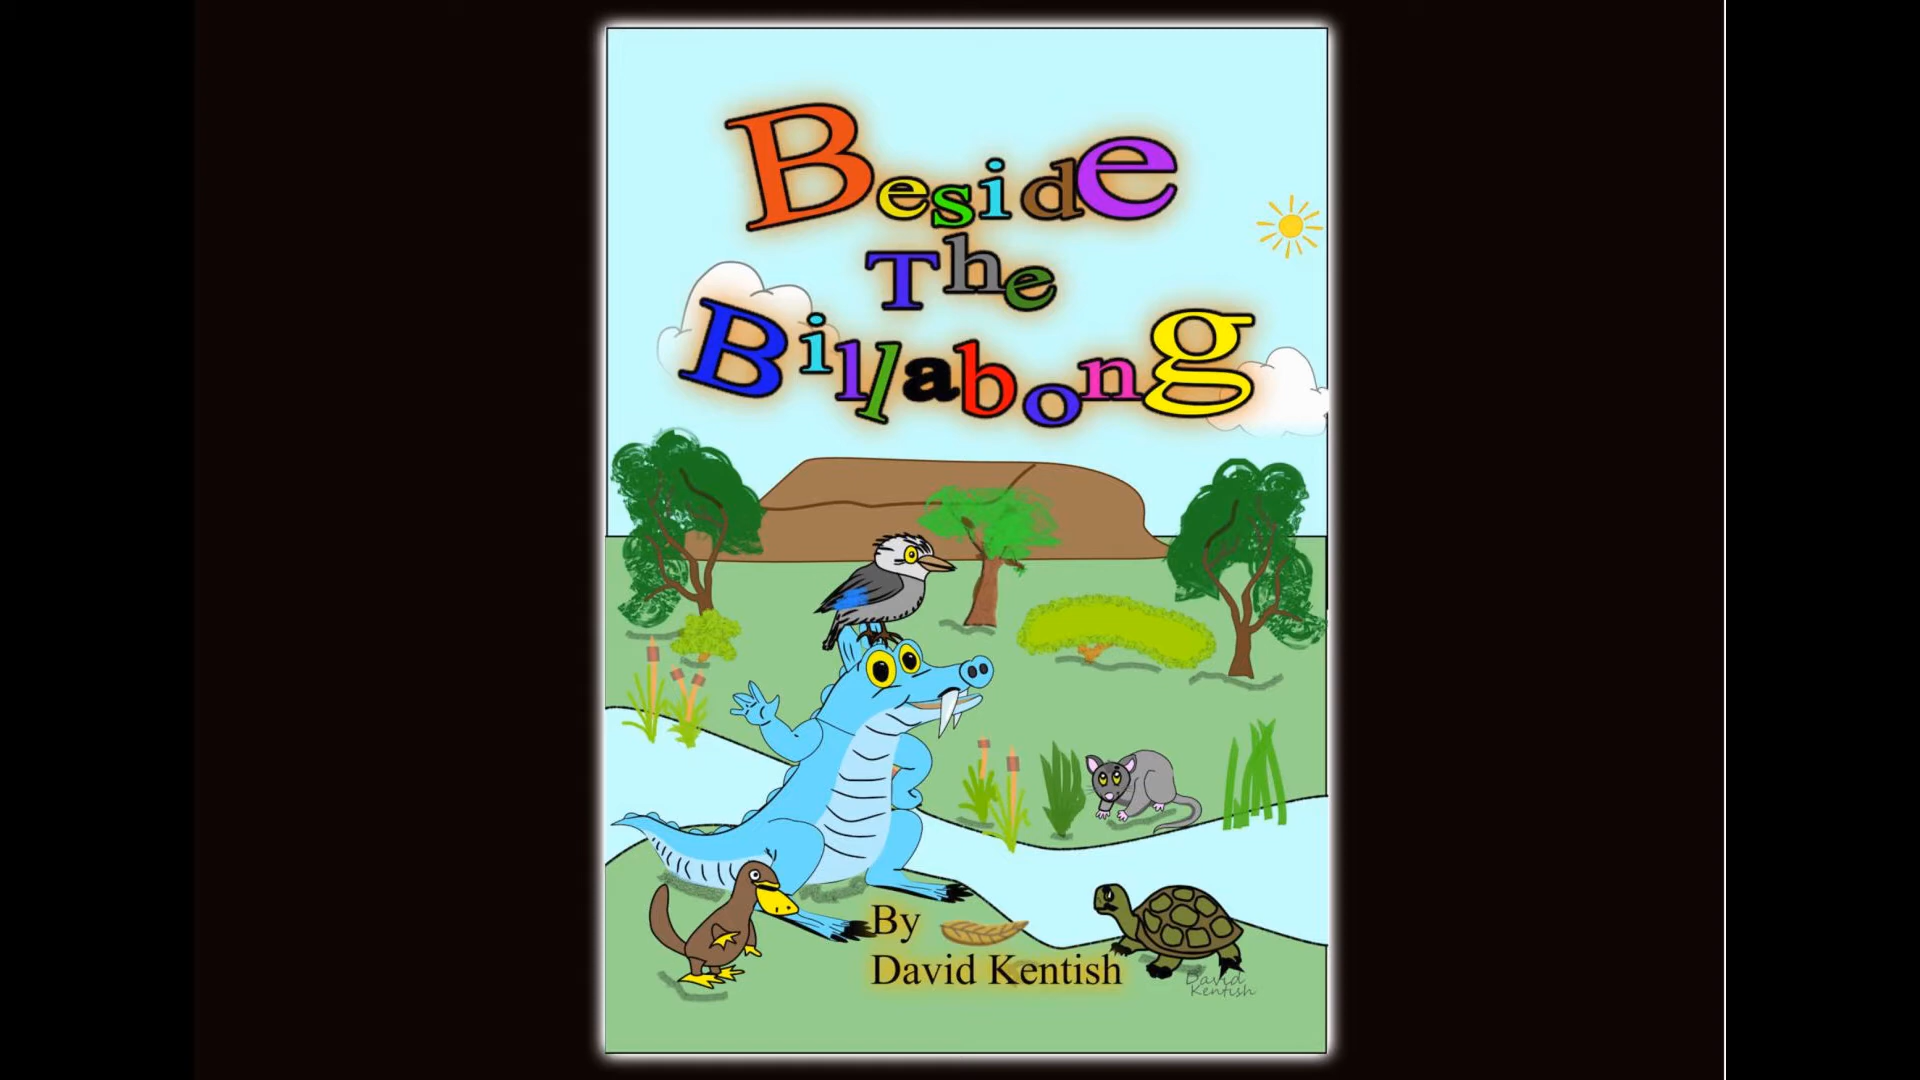 Beside
The
Billabong
By
David Kentish
David
Kentish